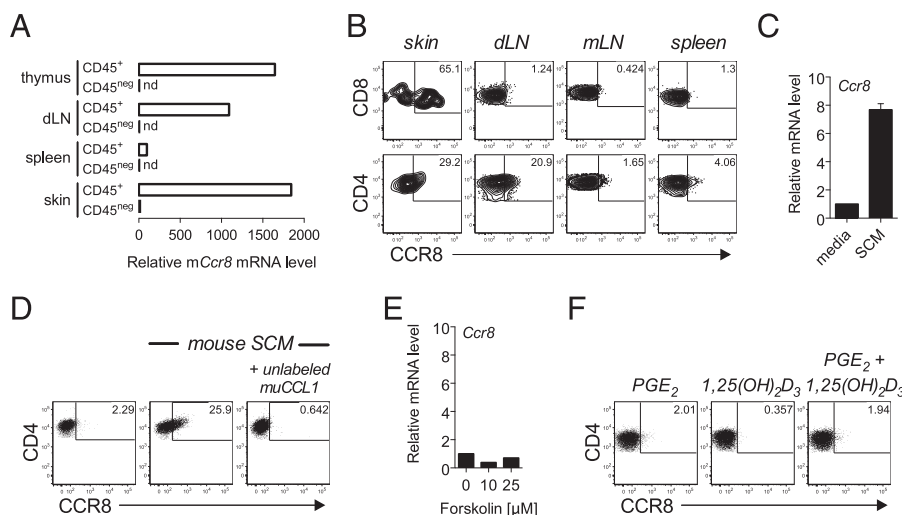 A
thymus
CD45+
CD45neg
nd
dLN
CD45+
CD45neg
nd
spleen
CD45+
CD45neg
nd
skin
CD45+
CD45neg
0 500 1000 1500 2000
Relative mCcr8 mRNA level
B
skin dLN mLN spleen
CD8
65.1 1.24 0.424 1.3
CD4
29.2 20.9 1.65 4.06
CCR8
C
Ccr8
Relative mRNA level
10
8
6
4
2
0
media SCM
D
mouse SCM
+ unlabeled
muCCL1
CD4
2.29 25.9 0.642
CCR8
E
Ccr8
Relative mRNA level
10
8
6
4
2
0
0 10 25
Forskolin [µM]
F
PGE2 1,25(OH)2D3 PGE2 +
1,25(OH)2D3
CD4
2.01 0.357 1.94
CCR8